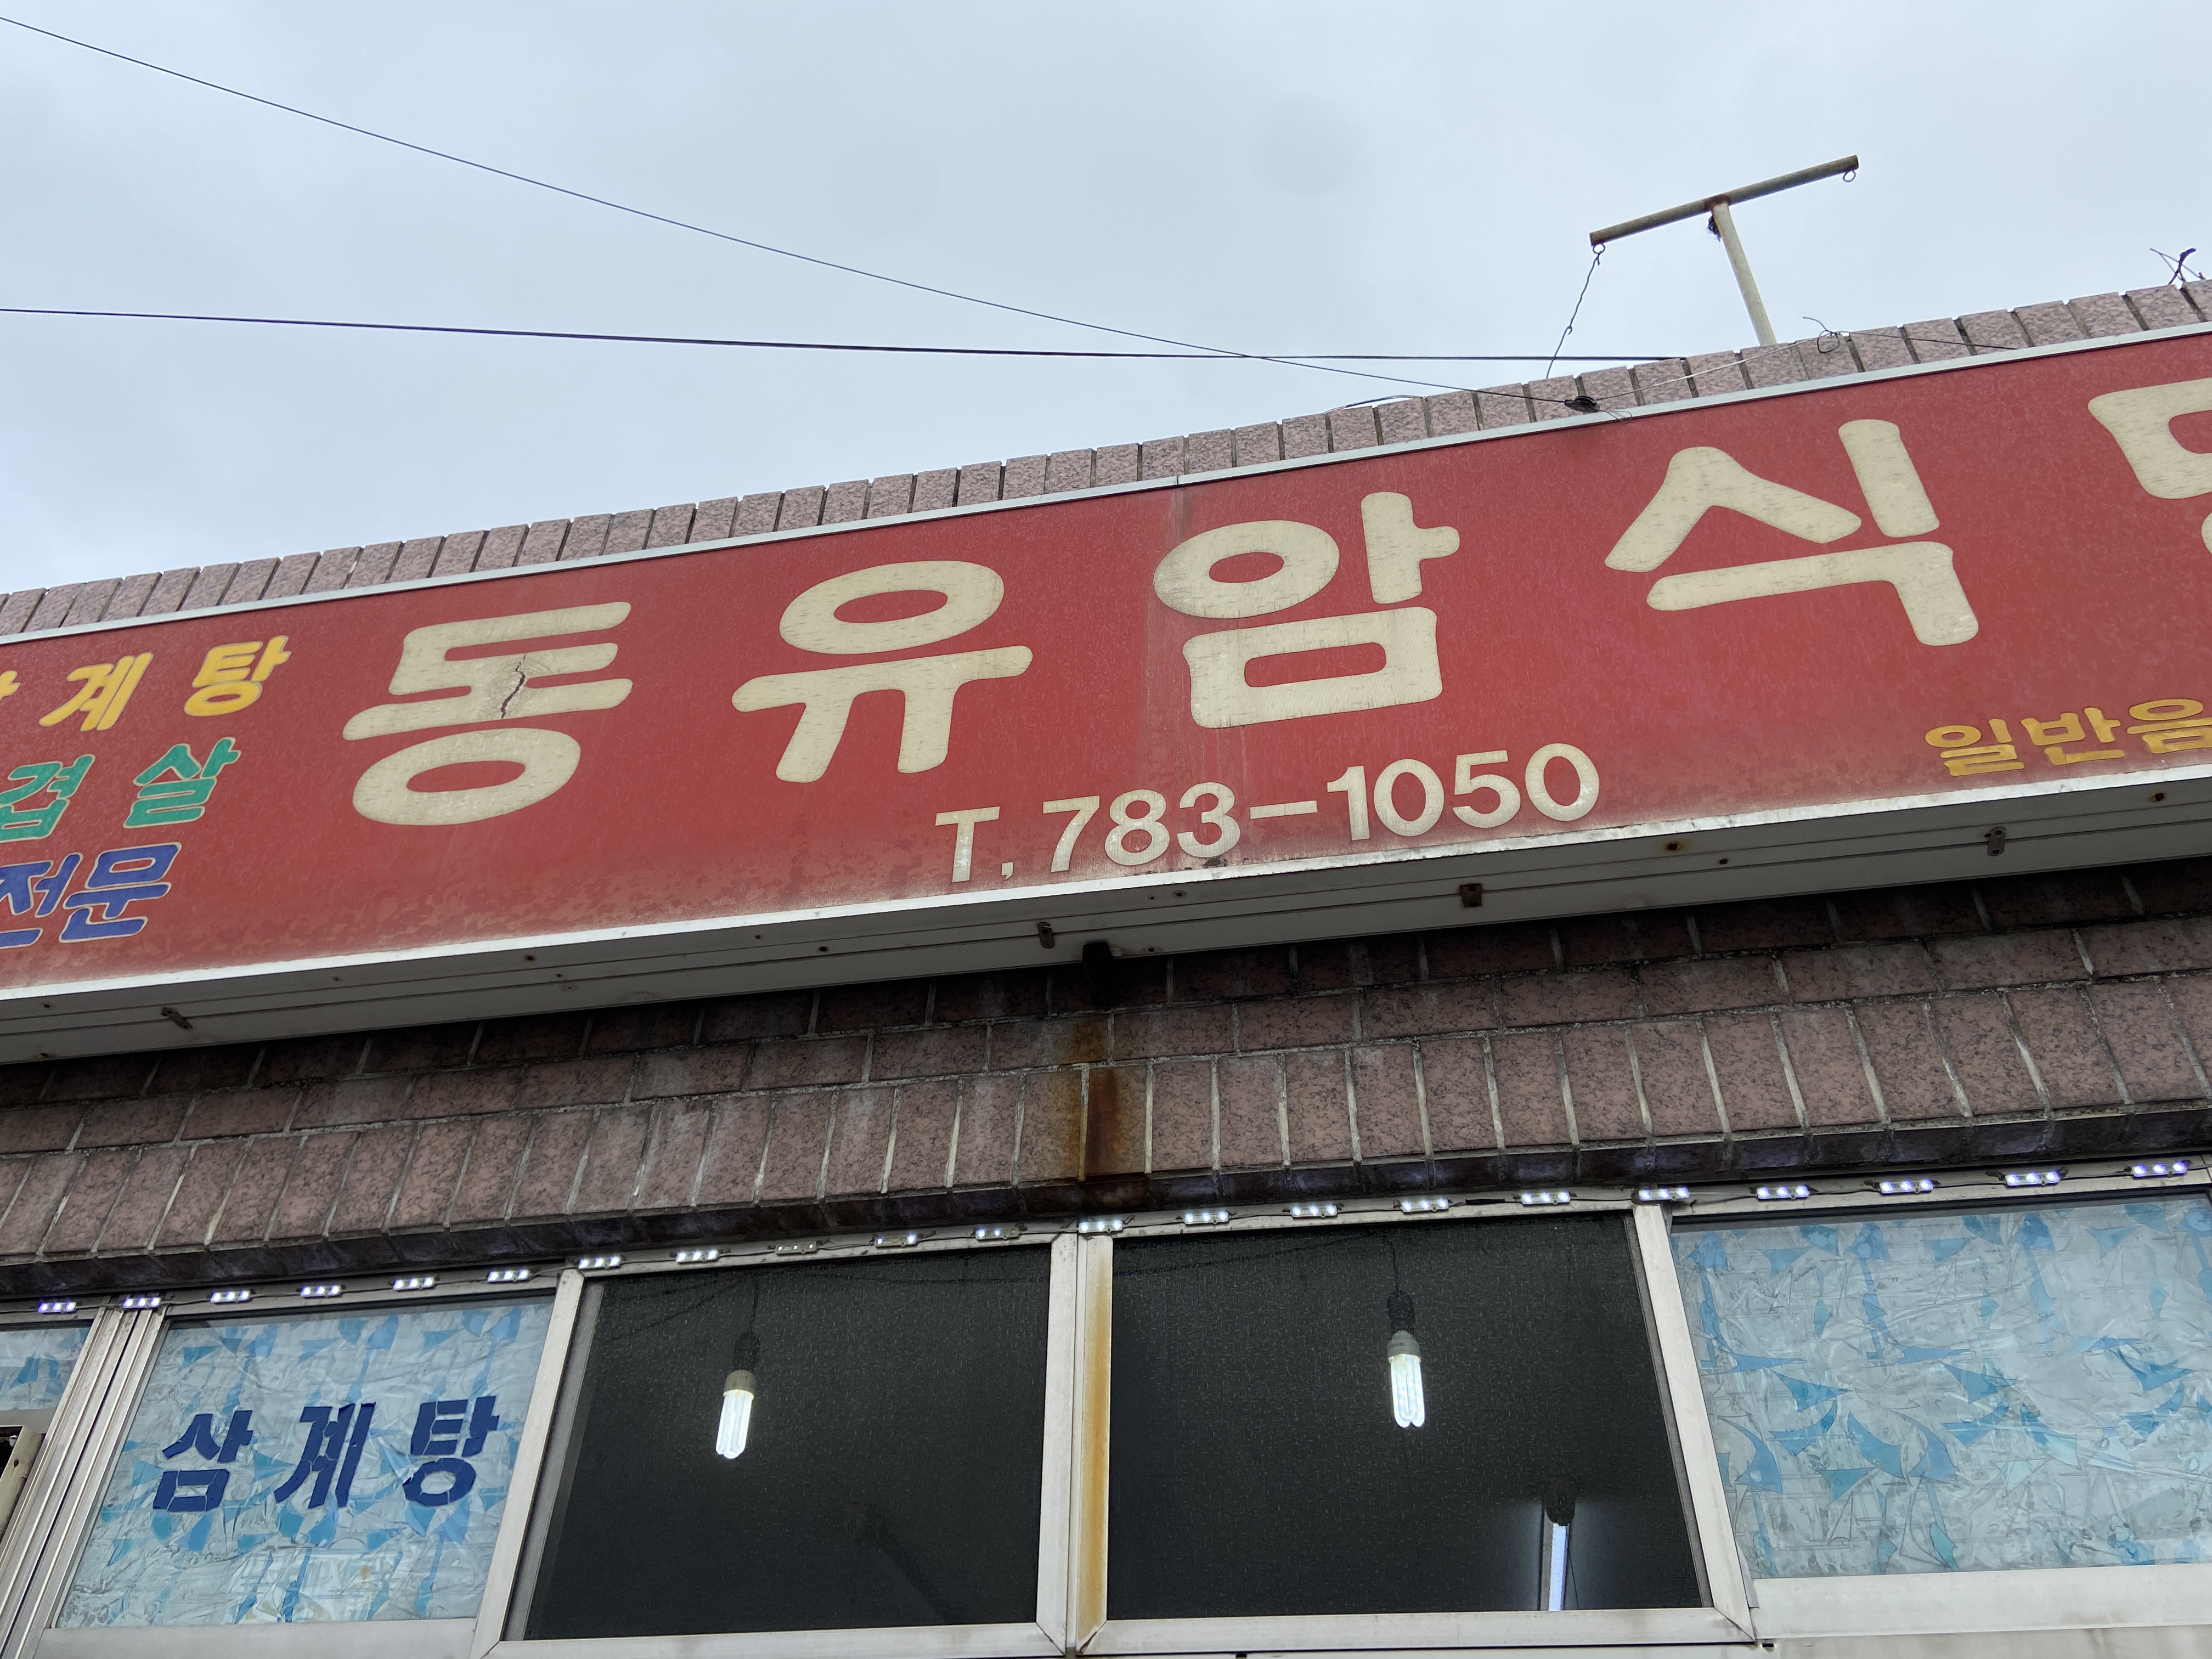 계탕
겹살
전문
동유암식
T.783-1050
일반음
삼계탕